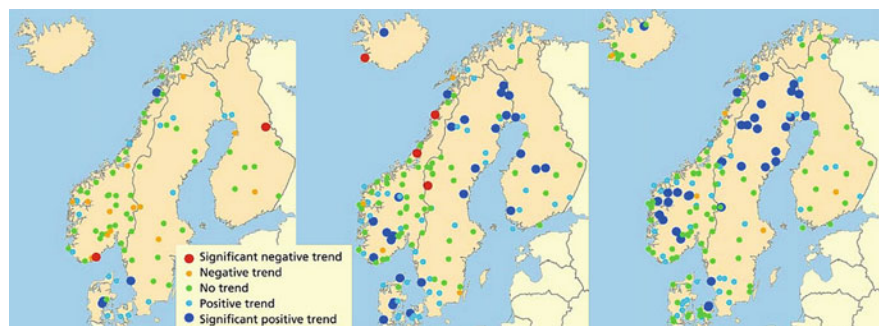 Significant negative trend
Negative trend
No trend
Positive trend
Significant positive trend